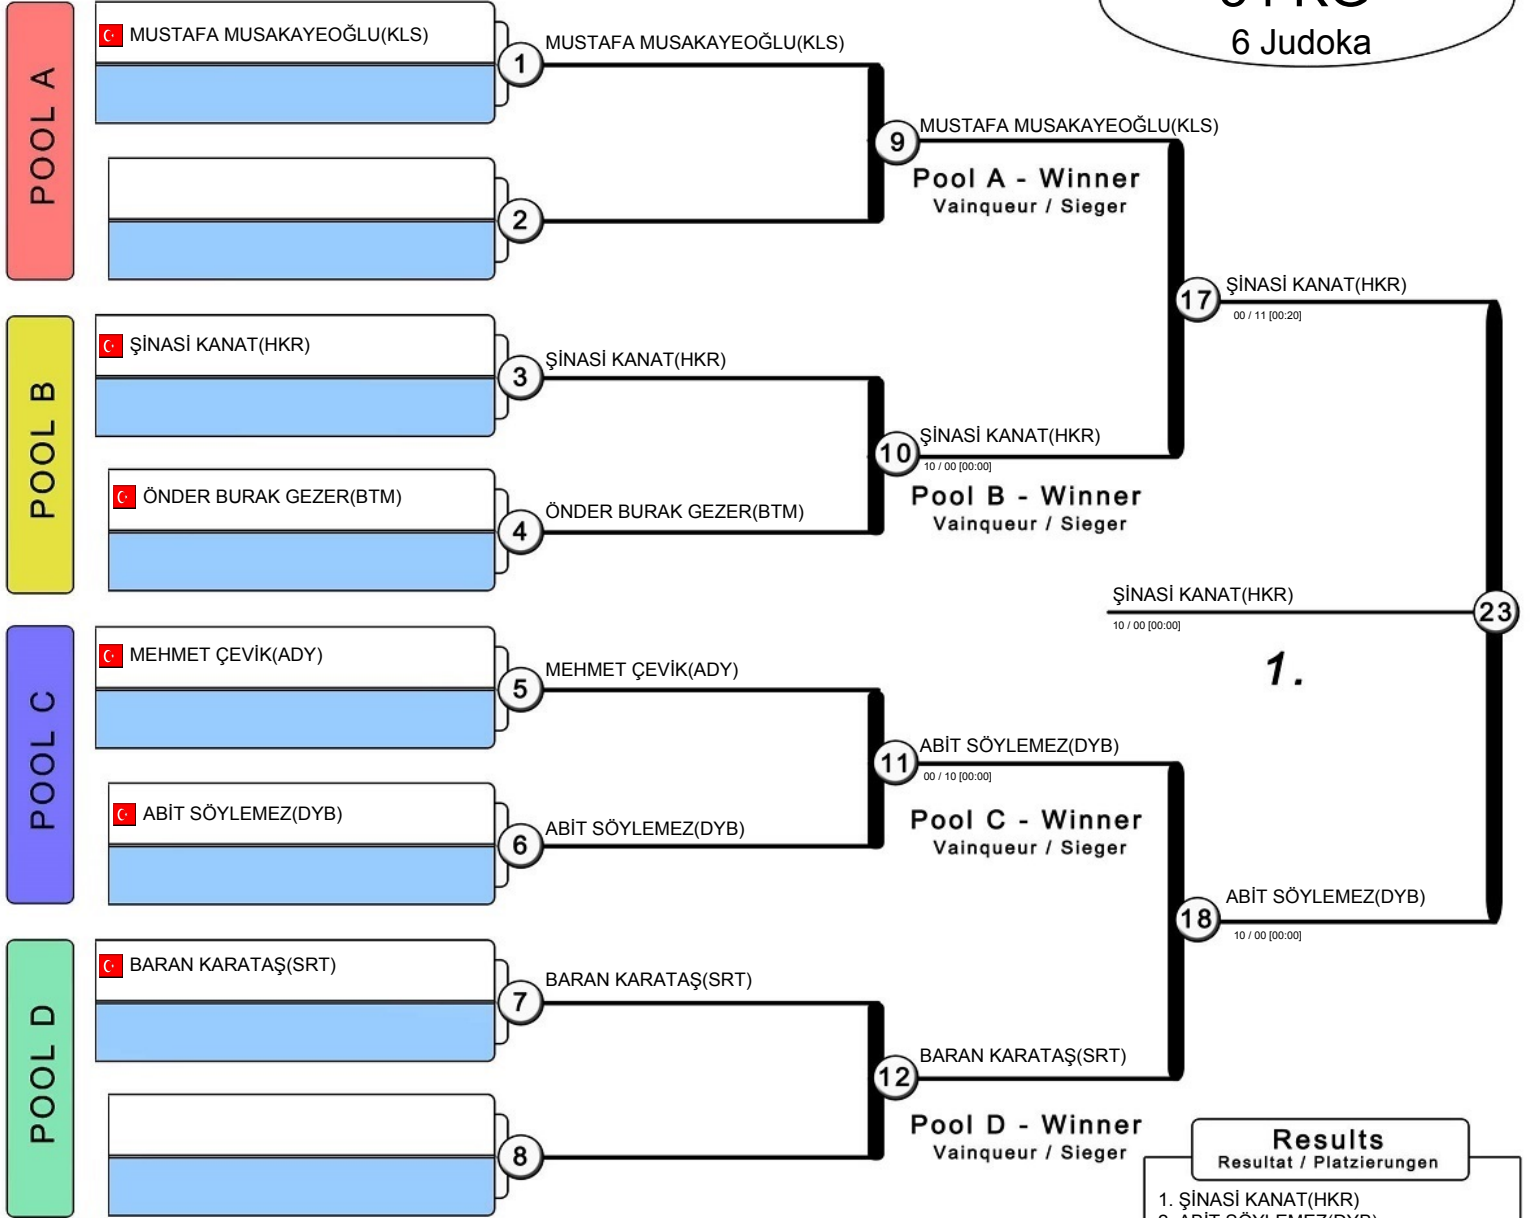 6 Judoka
POOL A
MUSTAFA MUSAKAYEOĞLU(KLS)
1
MUSTAFA MUSAKAYEOĞLU(KLS)
2
9
MUSTAFA MUSAKAYEOĞLU(KLS)
Pool A - Winner
Vainqueur / Sieger
POOL B
ŞİNASİ KANAT(HKR)
3
ŞİNASİ KANAT(HKR)
ÖNDER BURAK GEZER(BTM)
4
ÖNDER BURAK GEZER(BTM)
10
ŞİNASİ KANAT(HKR)
10 / 00 [00:00]
Pool B - Winner
Vainqueur / Sieger
17
ŞİNASİ KANAT(HKR)
00 / 11 [00:20]
POOL C
MEHMET ÇEVİK(ADY)
5
MEHMET ÇEVİK(ADY)
ABİT SÖYLEMEZ(DYB)
6
ABİT SÖYLEMEZ(DYB)
11
ABİT SÖYLEMEZ(DYB)
00 / 10 [00:00]
Pool C - Winner
Vainqueur / Sieger
POOL D
BARAN KARATAŞ(SRT)
7
BARAN KARATAŞ(SRT)
8
12
BARAN KARATAŞ(SRT)
Pool D - Winner
Vainqueur / Sieger
18
ABİT SÖYLEMEZ(DYB)
10 / 00 [00:00]
ŞİNASİ KANAT(HKR)
10 / 00 [00:00]
23
1.
Results
Resultat / Platzierungen
1. ŞİNASİ KANAT(HKR)
2. ABİT SÖYLEMEZ(DYB)